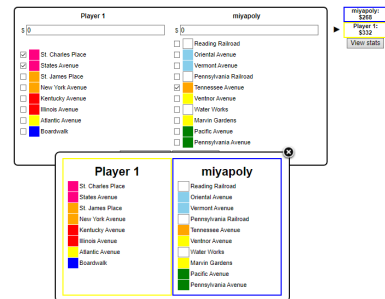 Player 1
miyapoly
$ 0
$ 0
St. Charles Place
States Avenue
St. James Place
New York Avenue
Kentucky Avenue
Illinois Avenue
Atlantic Avenue
Boardwalk
Reading Railroad
Oriental Avenue
Vermont Avenue
Pennsylvania Railroad
Tennessee Avenue
Ventnor Avenue
Water Works
Marvin Gardens
Pacific Avenue
Pennsylvania Avenue
miyapoly:
$268
Player 1:
$332
View stats
Player 1
St. Charles Place
States Avenue
St. James Place
New York Avenue
Kentucky Avenue
Illinois Avenue
Atlantic Avenue
Boardwalk
miyapoly
Reading Railroad
Oriental Avenue
Vermont Avenue
Pennsylvania Railroad
Tennessee Avenue
Ventnor Avenue
Water Works
Marvin Gardens
Pacific Avenue
Pennsylvania Avenue